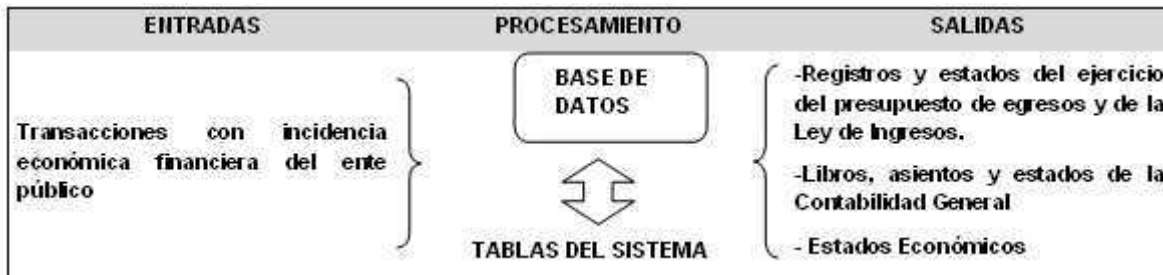 ENTRADAS PROCESAMIENTO SALIDAS
Transacciones con incidencia
económica financiera del ente
público
BASE DE
DATOS
TABLAS DEL SISTEMA
-Registros y estados del ejercicio
del presupuesto de egresos y de la
Ley de Ingresos.
-Libros, asientos y estados de la
Contabilidad General
- Estados Económicos